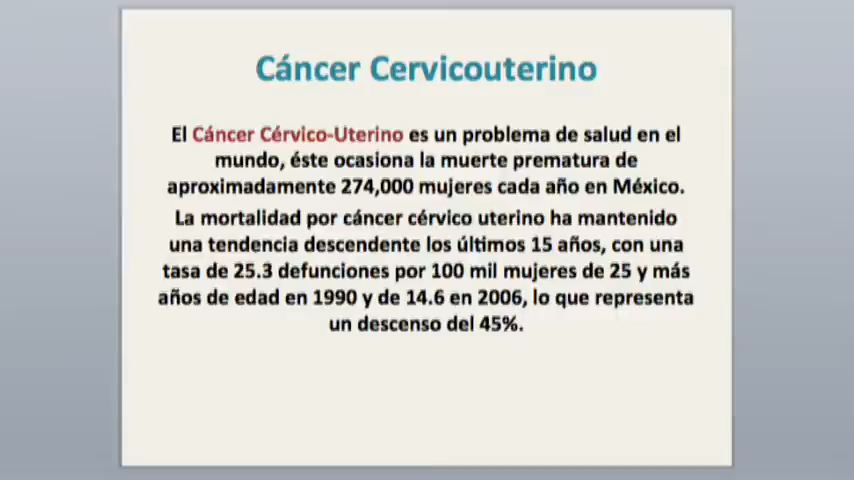 Cáncer Cervicouterino
El Cáncer Cérvico-Uterino es un problema de salud en el
mundo, éste ocasiona la muerte prematura de
aproximadamente 274,000 mujeres cada año en México.
La mortalidad por cáncer cérvico uterino ha mantenido
una tendencia descendente los últimos 15 años, con una
tasa de 25.3 defunciones por 100 mil mujeres de 25 y más
años de edad en 1990 y de 14.6 en 2006, lo que representa
un descenso del 45%.